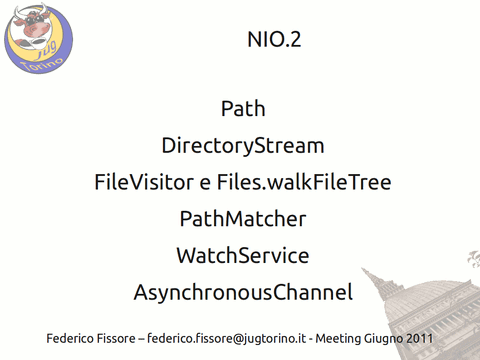 NIO.2
jug
Torino
Path
DirectoryStream
FileVisitor e Files.walkFileTree
PathMatcher
WatchService
AsynchronousChannel
Federico Fissore – federico.fissore@jugtorino.it - Meeting Giugno 2011